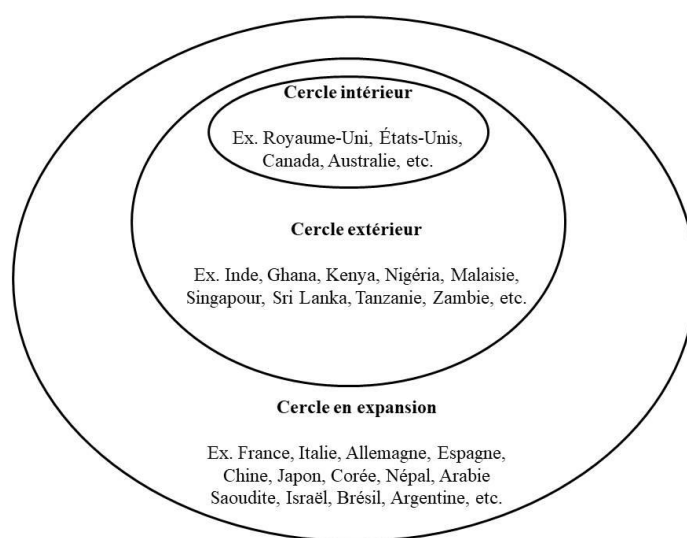 Cercle intérieur
Ex. Royaume-Uni, États-Unis,
Canada, Australie, etc.
Cercle extérieur
Ex. Inde, Ghana, Kenya, Nigéria, Malaisie,
Singapour, Sri Lanka, Tanzanie, Zambie, etc.
Cercle en expansion
Ex. France, Italie, Allemagne, Espagne,
Chine, Japon, Corée, Népal, Arabie
Saoudite, Israël, Brésil, Argentine, etc.